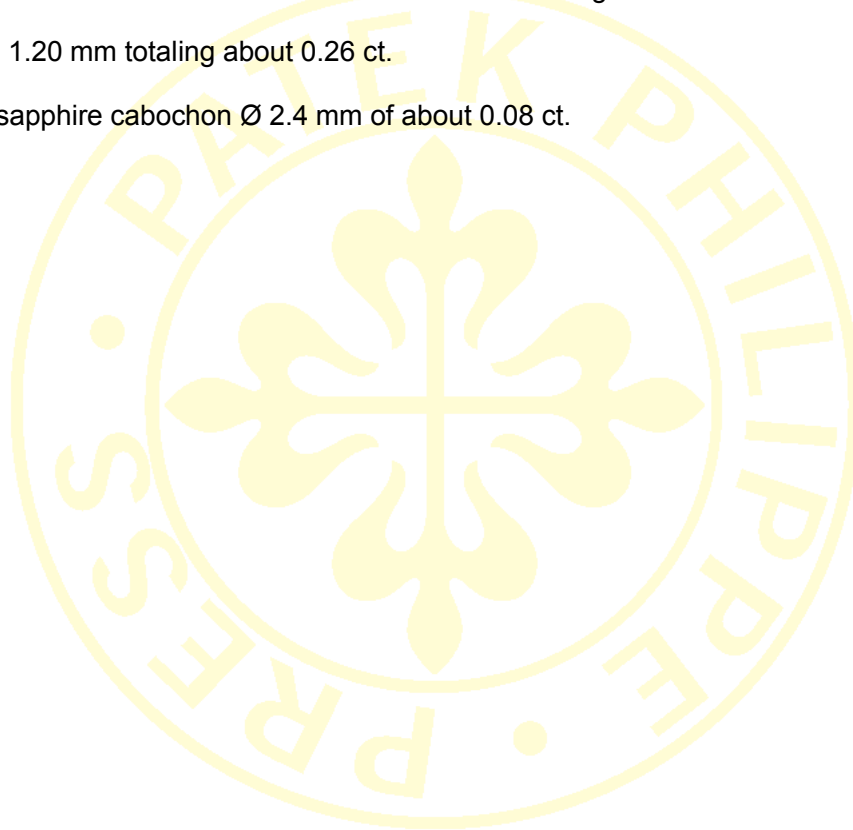 1.20 mm totaling about 0.26 ct.
sapphire cabochon Ø 2.4 mm of about 0.08 ct.
PATEK PHILIPPE • PRESS •